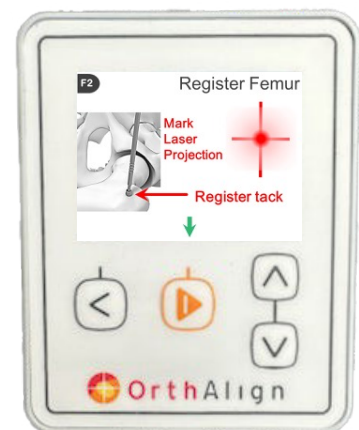 F2
Register Femur
Mark
Laser
Projection
Register tack
OrthAlign